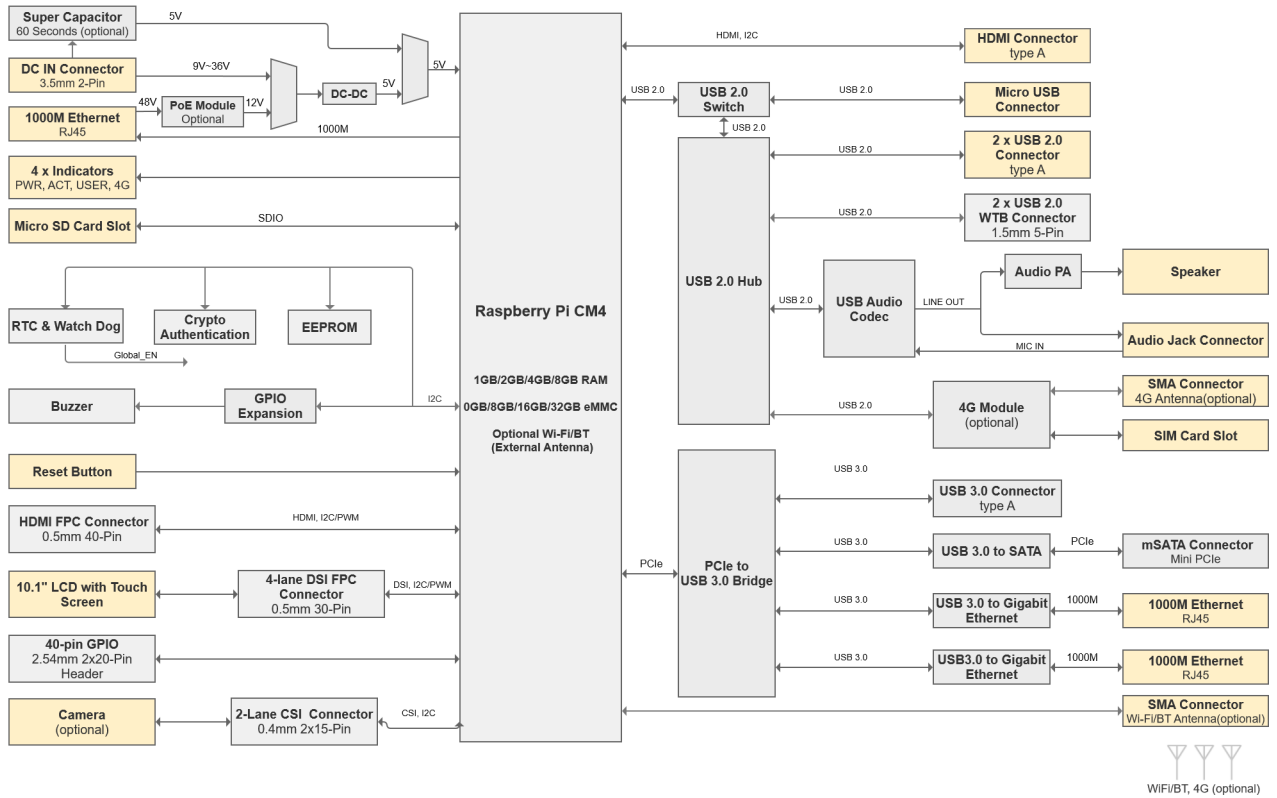 Super Capacitor
60 Seconds (optional)
5V
DC IN Connector
3.5mm 2-Pin
9V~36V
5V
5V
DC-DC
48V
PoE Module
Optional
12V
1000M Ethernet
RJ45
1000M
4 x Indicators
PWR, ACT, USER, 4G
Micro SD Card Slot
SDIO
RTC & Watch Dog
Crypto
Authentication
EEPROM
Global_EN
Buzzer
GPIO
Expansion
I2C
Reset Button
HDMI FPC Connector
0.5mm 40-Pin
HDMI, I2C/PWM
10.1" LCD with Touch
Screen
4-lane DSI FPC
Connector
0.5mm 30-Pin
DSI, I2C/PWM
40-pin GPIO
2.54mm 2x20-Pin
Header
Camera
(optional)
2-Lane CSI Connector
0.4mm 2x15-Pin
CSI, I2C
Raspberry Pi CM4
1GB/2GB/4GB/8GB RAM
0GB/8GB/16GB/32GB eMMC
Optional Wi-Fi/BT
(External Antenna)
HDMI, I2C
HDMI Connector
type A
USB 2.0
USB 2.0
Switch
USB 2.0
Micro USB
Connector
USB 2.0
USB 2.0 Hub
USB 2.0
2 x USB 2.0
Connector
type A
USB 2.0
2 x USB 2.0
WTB Connector
1.5mm 5-Pin
USB 2.0
USB Audio
Codec
LINE OUT
Audio PA
Speaker
Audio Jack Connector
MIC IN
USB 2.0
4G Module
(optional)
SMA Connector
4G Antenna(optional)
SIM Card Slot
PCIe
PCIe to
USB 3.0 Bridge
USB 3.0
USB 3.0 Connector
type A
USB 3.0
USB 3.0 to SATA
PCIe
mSATA Connector
Mini PCIe
USB 3.0
USB 3.0 to Gigabit
Ethernet
1000M
1000M Ethernet
RJ45
USB 3.0
USB3.0 to Gigabit
Ethernet
1000M
1000M Ethernet
RJ45
SMA Connector
Wi-Fi/BT Antenna(optional)
WiFi/BT, 4G (optional)